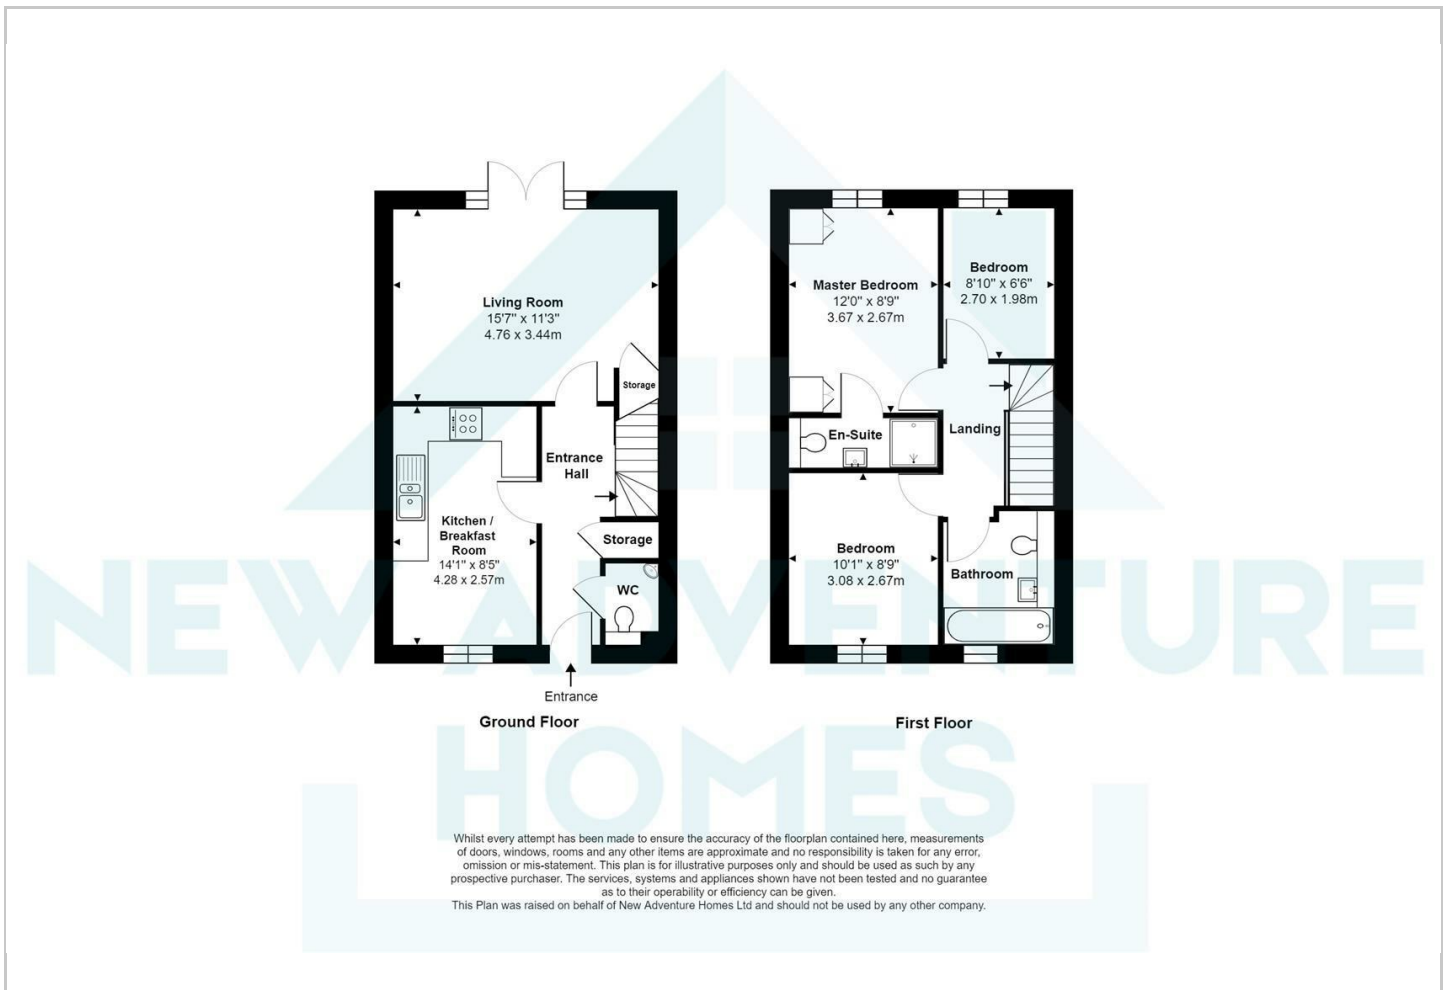 Living Room
15'7" x 11'3"
4.76 x 3.44m
Storage
Entrance
Hall
Kitchen /
Breakfast
Room
14'1" x 8'5"
4.28 x 2.57m
Storage
WC
Entrance
Ground Floor
Master Bedroom
12'0" x 8'9"
3.67 x 2.67m
Bedroom
8'10" x 6'6"
2.70 x 1.98m
En-Suite
Landing
Bedroom
10'1" x 8'9"
3.08 x 2.67m
Bathroom
First Floor
NEW ADVENTURE
HOMES
Whilst every attempt has been made to ensure the accuracy of the floorplan contained here, measurements
of doors, windows, rooms and any other items are approximate and no responsibility is taken for any error,
omission or mis-statement. This plan is for illustrative purposes only and should be used as such by any
prospective purchaser. The services, systems and appliances shown have not been tested and no guarantee
as to their operability or efficiency can be given.
This Plan was raised on behalf of New Adventure Homes Ltd and should not be used by any other company.